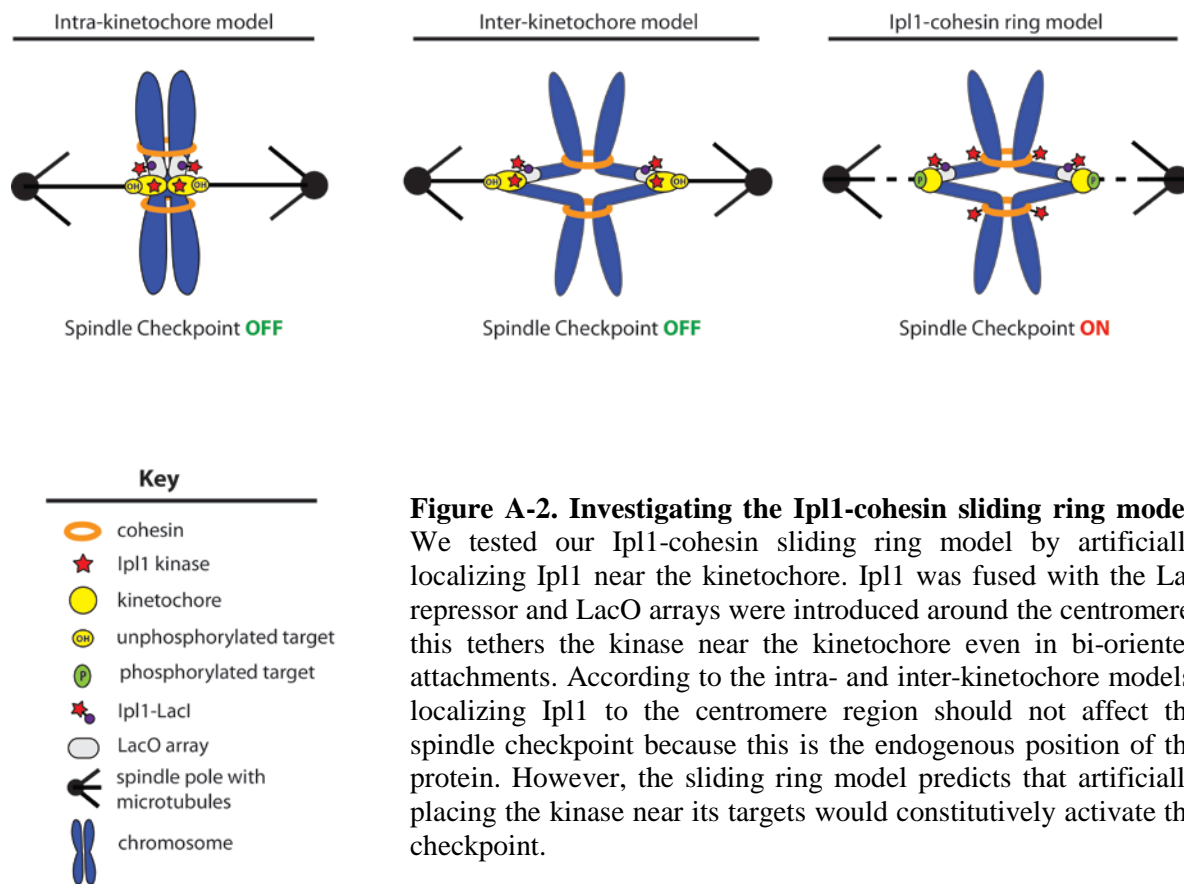 Intra-kinetochore model
Inter-kinetochore model
Ipl1-cohesin ring model
OH
OH
OH
OH
P
P
Spindle Checkpoint OFF
Spindle Checkpoint OFF
Spindle Checkpoint ON
Key
cohesin
Ipl1 kinase
kinetochore
OH
unphosphorylated target
P
phosphorylated target
Ipl1-LacI
LacO array
spindle pole with
microtubules
chromosome
Figure A-2. Investigating the Ipl1-cohesin sliding ring mode
We tested our Ipl1-cohesin sliding ring model by artificiall
localizing Ipl1 near the kinetochore. Ipl1 was fused with the La
repressor and LacO arrays were introduced around the centromere
this tethers the kinase near the kinetochore even in bi-oriente
attachments. According to the intra- and inter-kinetochore models
localizing Ipl1 to the centromere region should not affect th
spindle checkpoint because this is the endogenous position of th
protein. However, the sliding ring model predicts that artificiall
placing the kinase near its targets would constitutively activate th
checkpoint.